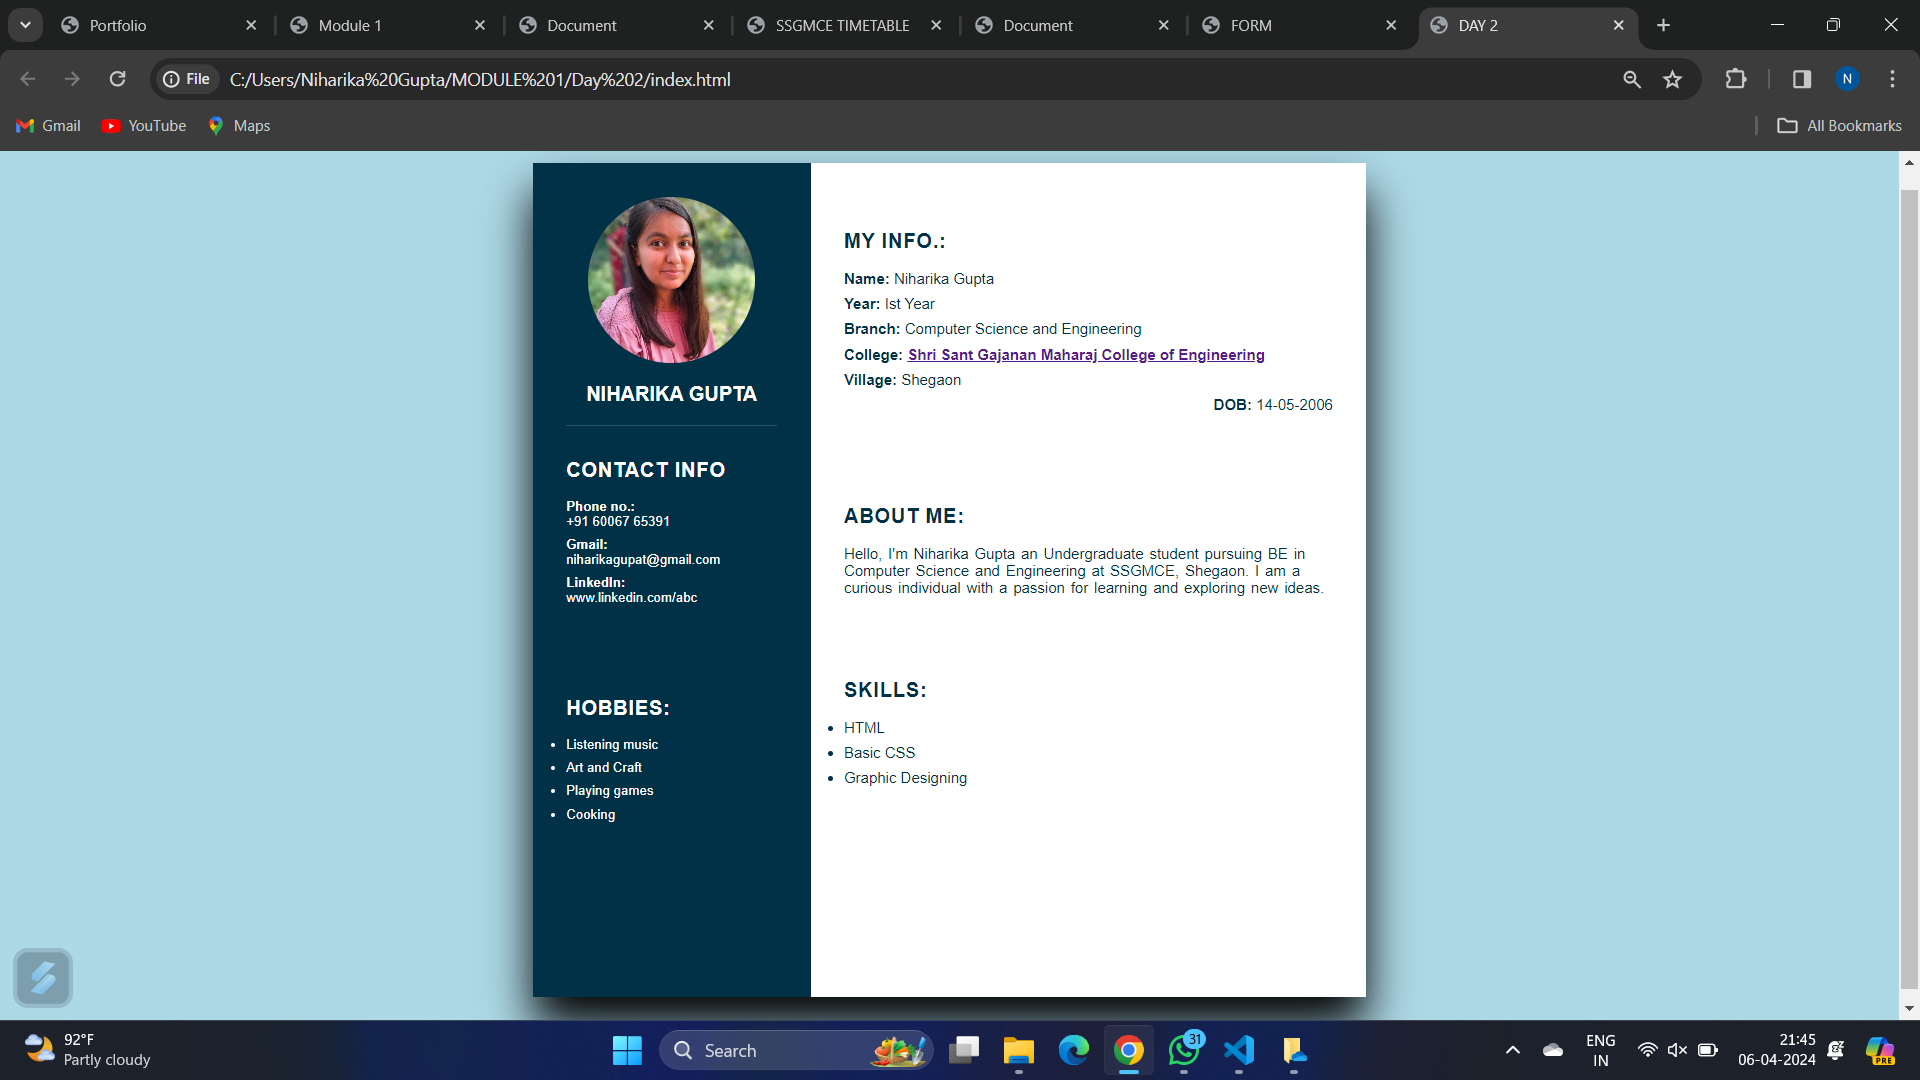 Portfolio
Module 1
Document
SSGMCE TIMETABLE
Document
FORM
DAY 2
File
C:/Users/Niharika%20Gupta/MODULE%201/Day%202/index.html
N
Gmail
YouTube
Maps
All Bookmarks
NIHARIKA GUPTA
CONTACT INFO
Phone no.:
+91 60067 65391
Gmail:
niharikagupat@gmail.com
LinkedIn:
www.linkedin.com/abc
HOBBIES:
Listening music
Art and Craft
Playing games
Cooking
MY INFO.:
Name: Niharika Gupta
Year: Ist Year
Branch: Computer Science and Engineering
College: Shri Sant Gajanan Maharaj College of Engineering
Village: Shegaon
DOB: 14-05-2006
ABOUT ME:
Hello, I'm Niharika Gupta an Undergraduate student pursuing BE in
Computer Science and Engineering at SSGMCE, Shegaon. I am a
curious individual with a passion for learning and exploring new ideas.
SKILLS:
HTML
Basic CSS
Graphic Designing
92°F
Partly cloudy
Search
31
ENG
IN
21:45
06-04-2024
PRE